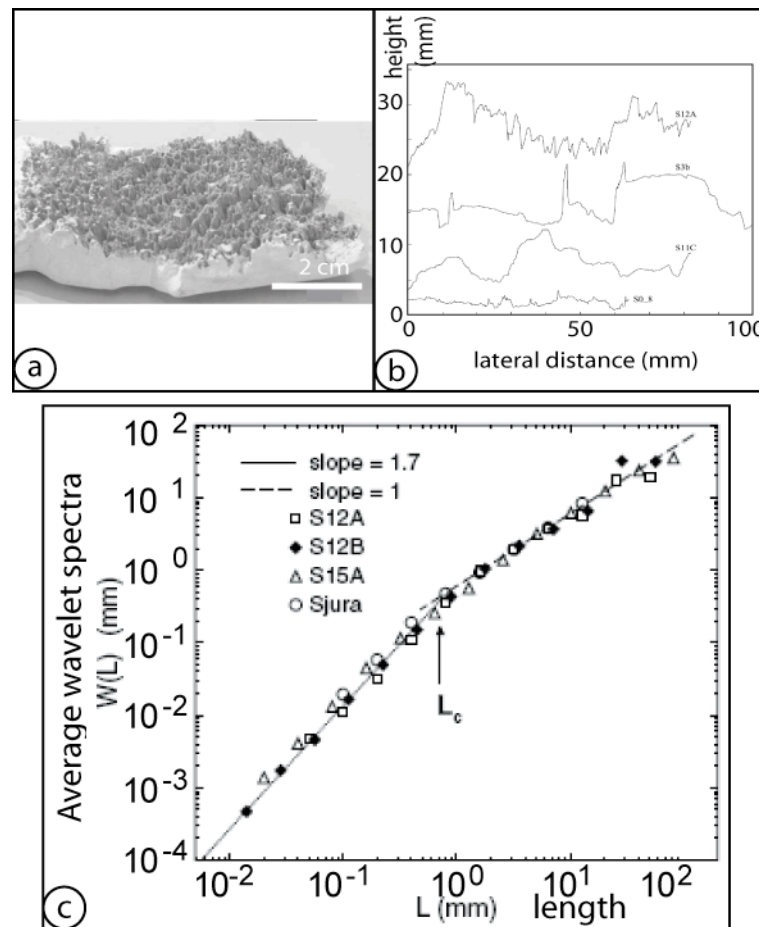 2 cm
a
height
(mm)
30
20
10
0
0
50
100
S12A
S3b
S11C
S0_8
lateral distance (mm)
b
Average wavelet spectra
W(L) (mm)
10 2
10 1
10 0
10 -1
10 -2
10 -3
10 -4
slope = 1.7
slope = 1
S12A
S12B
S15A
Sjura
Lc
10 -2
10 -1
10 0
10 1
10 2
L (mm) length
c